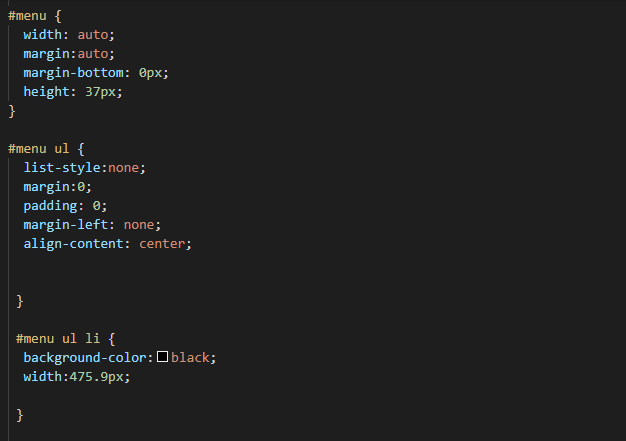 #menu {
width: auto;
margin:auto;
margin-bottom: 0px;
height: 37px;
}
#menu ul {
list-style:none;
margin:0;
padding: 0;
margin-left: none;
align-content: center;
}
#menu ul li {
background-color:black;
width:475.9px;
}